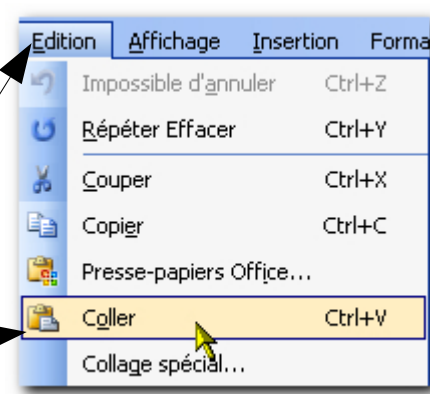 Edition Affichage Insertion Forma
Impossible d'annuler Ctrl+Z
Répéter Effacer Ctrl+Y
Couper Ctrl+X
Copier Ctrl+C
Presse-papiers Office...
Coller Ctrl+V
Collage spécial...